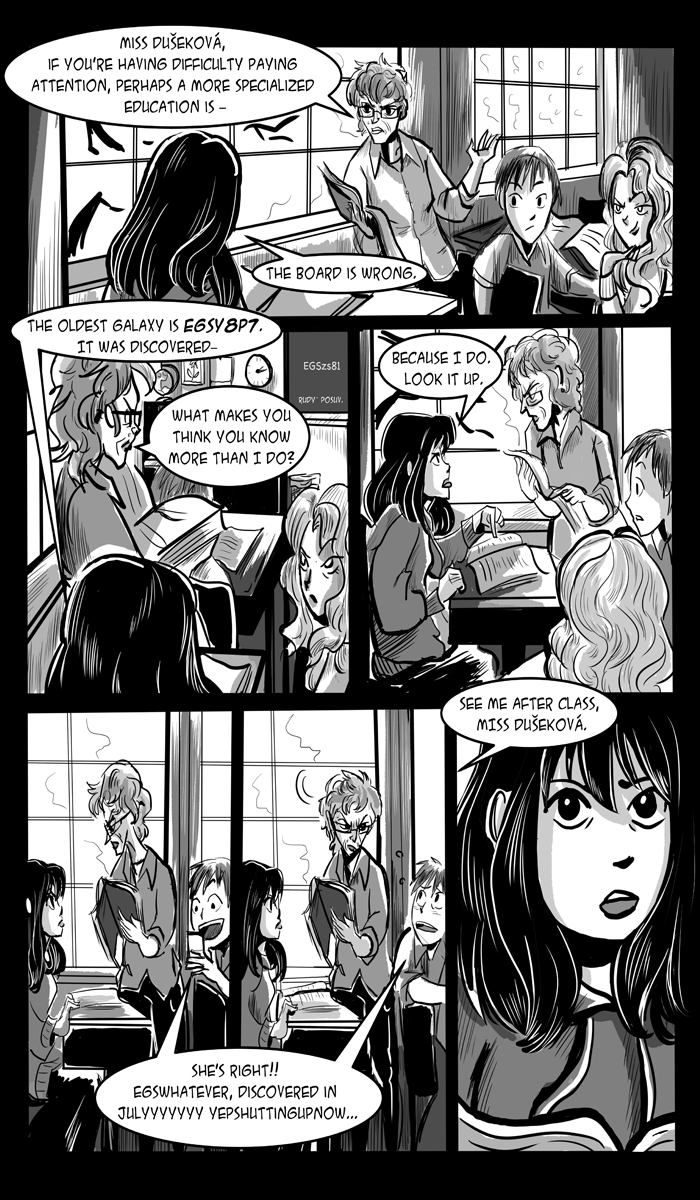 MISS DUŠEKOVÁ,
IF YOU'RE HAVING DIFFICULTY PAYING
ATTENTION, PERHAPS A MORE SPECIALIZED
EDUCATION IS -
THE BOARD IS WRONG.
THE OLDEST GALAXY IS EGSY8P7.
IT WAS DISCOVERED-
EGSzs81
RUDY´ POSUV.
WHAT MAKES YOU
THINK YOU KNOW
MORE THAN I DO?
BECAUSE I DO.
LOOK IT UP.
SHE'S RIGHT!!
EGSWHATEVER, DISCOVERED IN
JULYYYYYYY YEPSHUTTINGUPNOW...
SEE ME AFTER CLASS,
MISS DUŠEKOVÁ.